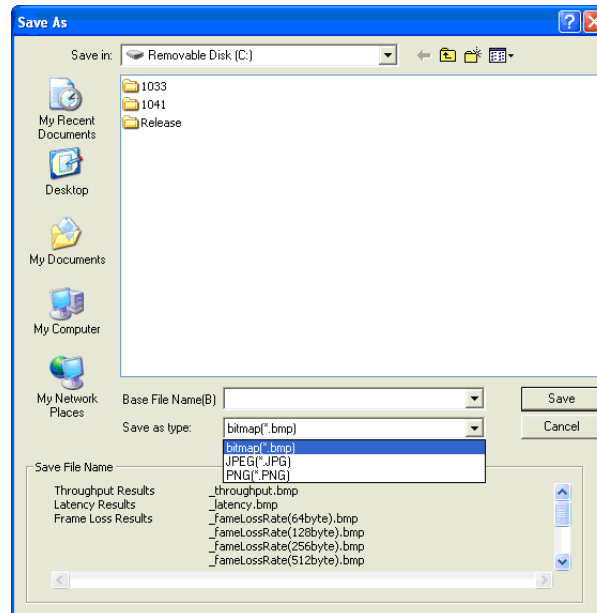 Save As
Save in: Removable Disk (C:)
1033
1041
Release
My Recent
Documents
Desktop
My Documents
My Computer
My Network
Places
Base File Name(B)
Save
Save as type: bitmap(*.bmp)
Cancel
bitmap(*.bmp)
JPEG(*.JPG)
PNG(*.PNG)
Save File Name
Throughput Results _throughput.bmp
Latency Results _latency.bmp
Frame Loss Results _fameLossRate(64byte).bmp
_fameLossRate(128byte).bmp
_fameLossRate(256byte).bmp
_fameLossRate(512byte).bmp